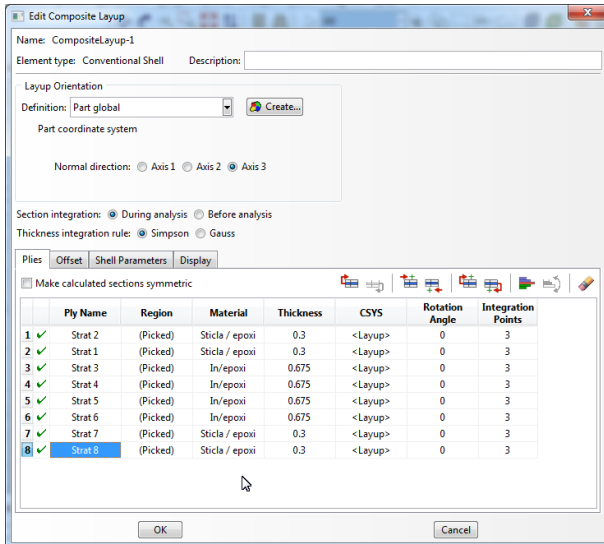 Edit Composite Layup
Name: CompositeLayup-1
Element type: Conventional Shell Description:
Layup Orientation
Definition: Part global Create...
Part coordinate system
Normal direction: Axis 1 Axis 2 Axis 3
Section integration: During analysis Before analysis
Thickness integration rule: Simpson Gauss
Plies Offset Shell Parameters Display
Make calculated sections symmetric
Ply Name Region Material Thickness CSYS Rotation Angle Integration Points
1 Strat 2 (Picked) Sticla / epoxi 0.3 <Layup> 0 3
2 Strat 1 (Picked) Sticla / epoxi 0.3 <Layup> 0 3
3 Strat 3 (Picked) In/epoxi 0.675 <Layup> 0 3
4 Strat 4 (Picked) In/epoxi 0.675 <Layup> 0 3
5 Strat 5 (Picked) In/epoxi 0.675 <Layup> 0 3
6 Strat 6 (Picked) In/epoxi 0.675 <Layup> 0 3
7 Strat 7 (Picked) Sticla / epoxi 0.3 <Layup> 0 3
8 Strat 8 (Picked) Sticla / epoxi 0.3 <Layup> 0 3
OK Cancel